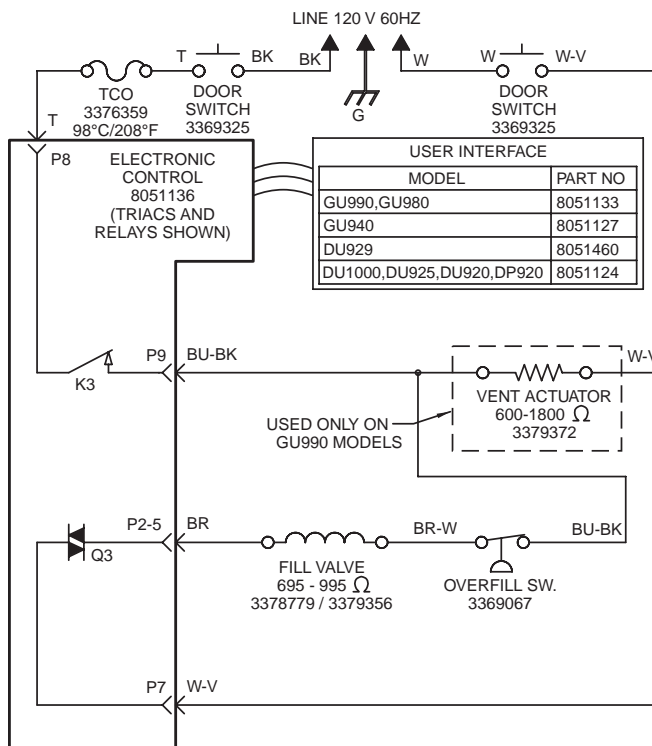 LINE 120 V 60HZ
T
BK
BK
W
W
W-V
TCO
3376359
98°C/208°F
DOOR
SWITCH
3369325
G
DOOR
SWITCH
3369325
T
P8
ELECTRONIC
CONTROL
8051136
(TRIACS AND
RELAYS SHOWN)
USER INTERFACE
MODEL PART NO
GU990,GU980 8051133
GU940 8051127
DU929 8051460
DU1000,DU925,DU920,DP920 8051124
K3
P9
BU-BK
W-V
USED ONLY ON
GU990 MODELS
VENT ACTUATOR
600-1800 Ω
3379372
Q3
P2-5
BR
BR-W
BU-BK
FILL VALVE
695 - 995 Ω
3378779 / 3379356
OVERFILL SW.
3369067
P7
W-V